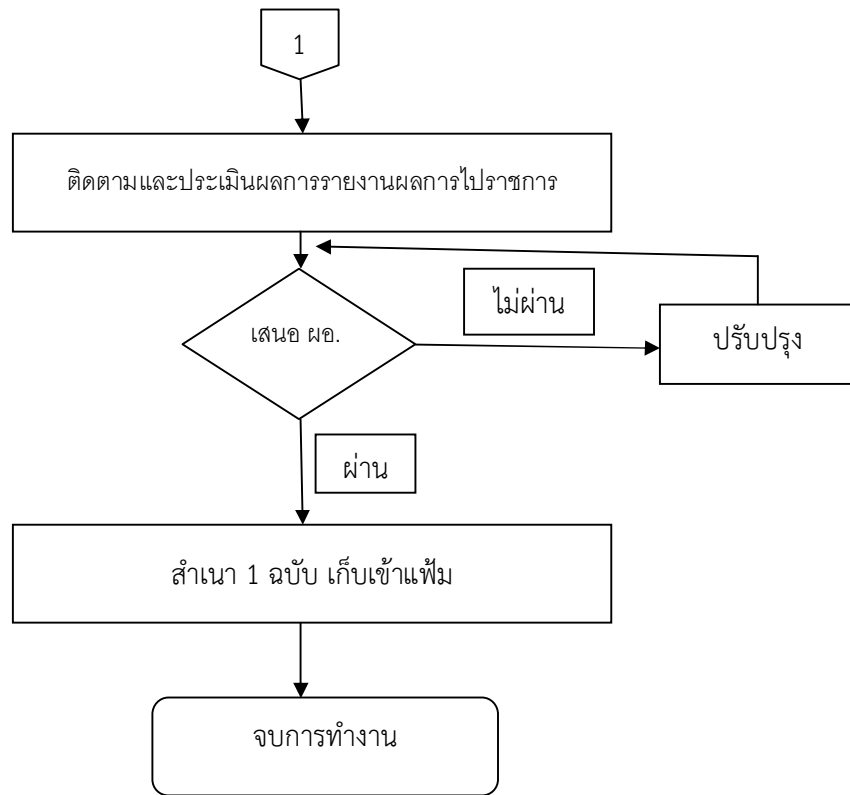 1
ติดตามและประเมินผลการรายงานผลการไปราชการ
เสนอ ผอ.
ไม่ผ่าน
ปรับปรุง
ผ่าน
สำเนา 1 ฉบับ เก็บเข้าแฟ้ม
จบการทำงาน